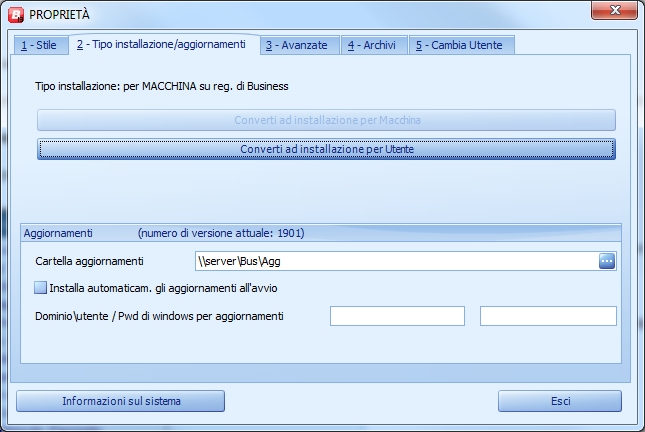 B
PROPRIETÀ
1 - Stile
2 - Tipo installazione/aggiornamenti
3 - Avanzate
4 - Archivi
5 - Cambia Utente
Tipo installazione: per MACCHINA su reg. di Business
Converti ad installazione per Macchina
Converti ad installazione per Utente
Aggiornamenti (numero di versione attuale: 1901)
Cartella aggiornamenti \\server\Bus\Agg ...
Installa automaticam. gli aggiornamenti all'avvio
Dominio\utente / Pwd di windows per aggiornamenti
Informazioni sul sistema
Esci